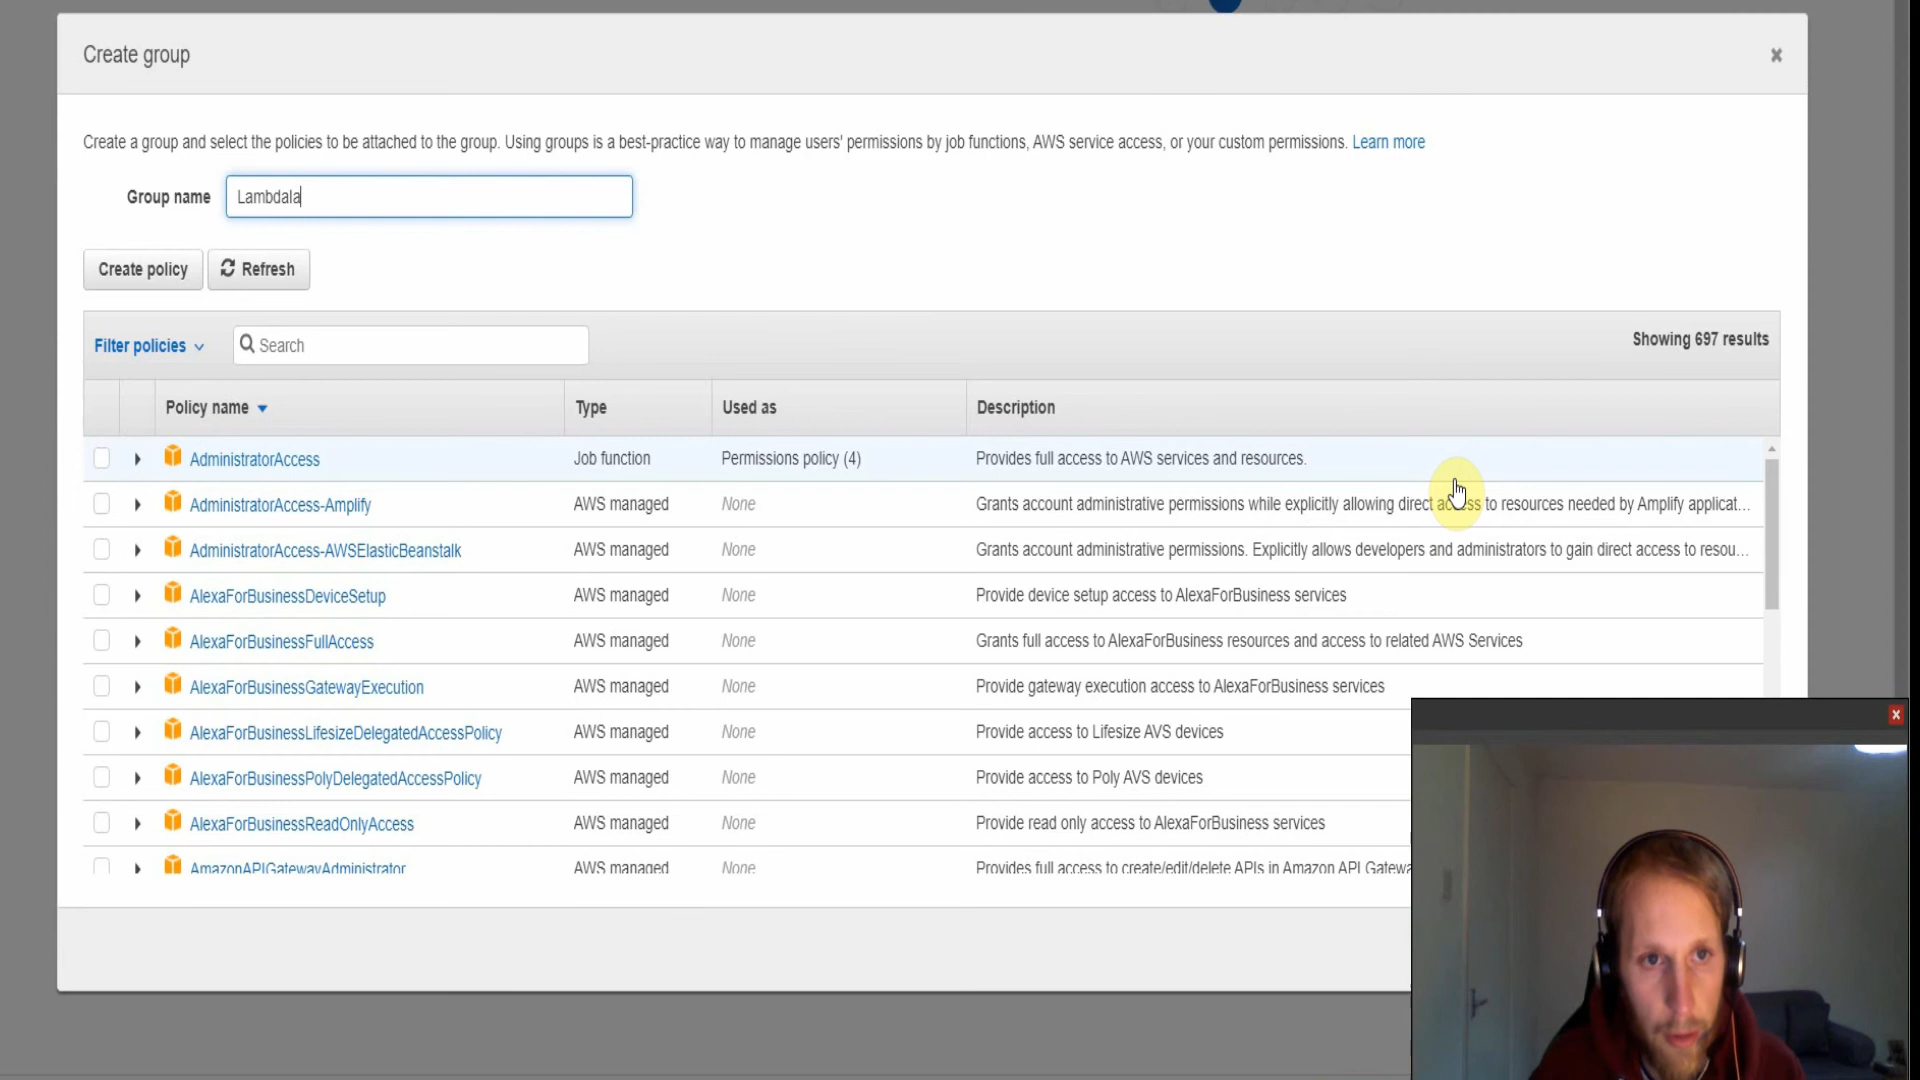 Create group
×
Create a group and select the policies to be attached to the group. Using groups is a best-practice way to manage users' permissions by job functions, AWS service access, or your custom permissions. Learn more
Group name Lambdala
Create policy Refresh
Filter policies Search Showing 697 results
Policy name Type Used as Description
AdministratorAccess Job function Permissions policy (4) Provides full access to AWS services and resources.
AdministratorAccess-Amplify AWS managed None Grants account administrative permissions while explicitly allowing direct access to resources needed by Amplify applicat...
AdministratorAccess-AWSElasticBeanstalk AWS managed None Grants account administrative permissions. Explicitly allows developers and administrators to gain direct access to resou...
AlexaForBusinessDeviceSetup AWS managed None Provide device setup access to AlexaForBusiness services
AlexaForBusinessFullAccess AWS managed None Grants full access to AlexaForBusiness resources and access to related AWS Services
AlexaForBusinessGatewayExecution AWS managed None Provide gateway execution access to AlexaForBusiness services
AlexaForBusinessLifesizeDelegatedAccessPolicy AWS managed None Provide access to Lifesize AVS devices
AlexaForBusinessPolyDelegatedAccessPolicy AWS managed None Provide access to Poly AVS devices
AlexaForBusinessReadOnlyAccess AWS managed None Provide read only access to AlexaForBusiness services
AmazonAPIGatewayAdministrator AWS managed None Provides full access to create/edit/delete APIs in Amazon API Gatewa